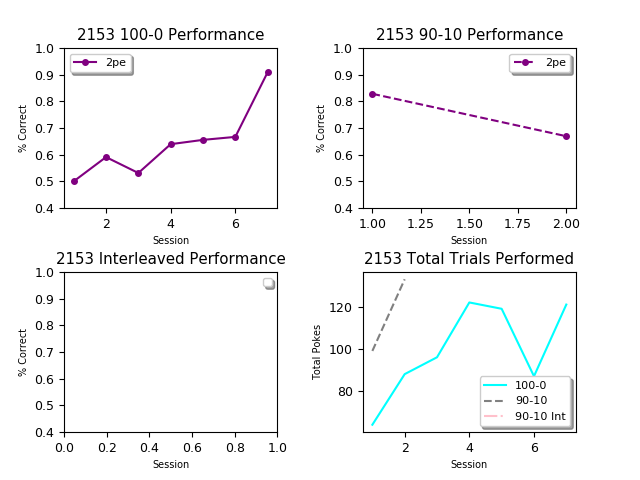 2153 100-0 Performance
1.0
0.9
0.8
0.7
0.6
0.5
0.4
% Correct
2pe
2
4
6
Session
2153 90-10 Performance
1.0
0.9
0.8
0.7
0.6
0.5
0.4
% Correct
2pe
1.00
1.25
1.50
1.75
2.00
Session
2153 Interleaved Performance
1.0
0.9
0.8
0.7
0.6
0.5
0.4
% Correct
0.0
0.2
0.4
0.6
0.8
1.0
Session
2153 Total Trials Performed
120
100
80
Total Pokes
100-0
90-10
90-10 Int
2
4
6
Session